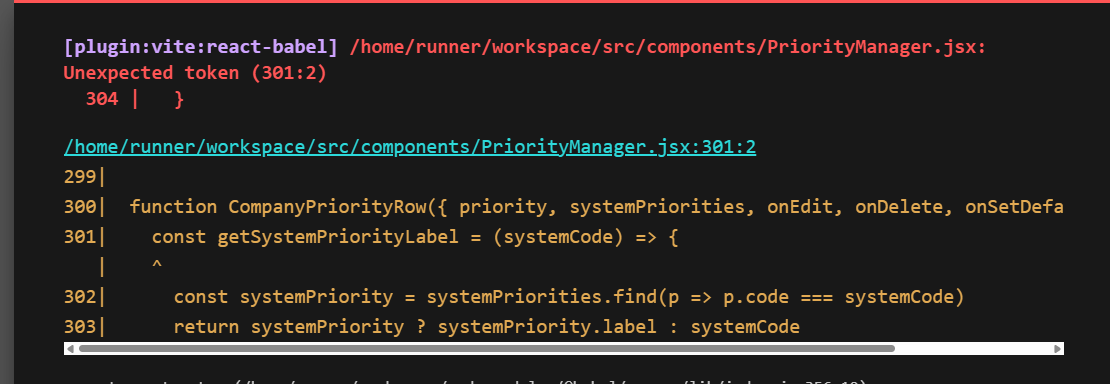 [plugin:vite:react-babel] /home/runner/workspace/src/components/PriorityManager.jsx:
Unexpected token (301:2)
304 |   }
/home/runner/workspace/src/components/PriorityManager.jsx:301:2
299|
300|  function CompanyPriorityRow({ priority, systemPriorities, onEdit, onDelete, onSetDefa
301|    const getSystemPriorityLabel = (systemCode) => {
|    ^
302|      const systemPriority = systemPriorities.find(p => p.code === systemCode)
303|      return systemPriority ? systemPriority.label : systemCode